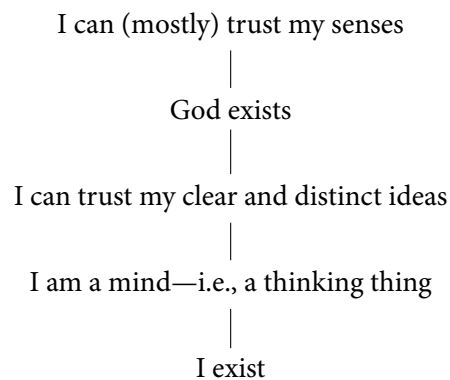 I can (mostly) trust my senses
God exists
I can trust my clear and distinct ideas
I am a mind—i.e., a thinking thing
I exist